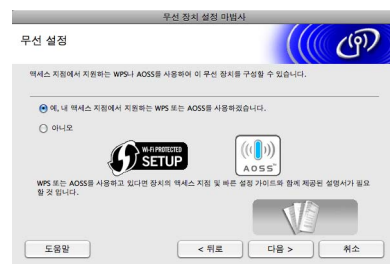 무선 장치 설정 마법사
무선 설정
액세스 지점에서 지원하는 WPS나 AOSS를 사용하여 이 무선 장치를 구성할 수 있습니다.
예, 내 액세스 지점에서 지원하는 WPS 또는 AOSS를 사용하겠습니다.
아니오
WI-FI PROTECTED
SETUP
AOSS™
WPS 또는 AOSS를 사용하고 있다면 장치의 액세스 지점 및 빠른 설정 가이드와 함께 제공된 설명서가 필요
할 것 입니다.
도움말
< 뒤로
다음 >
취소